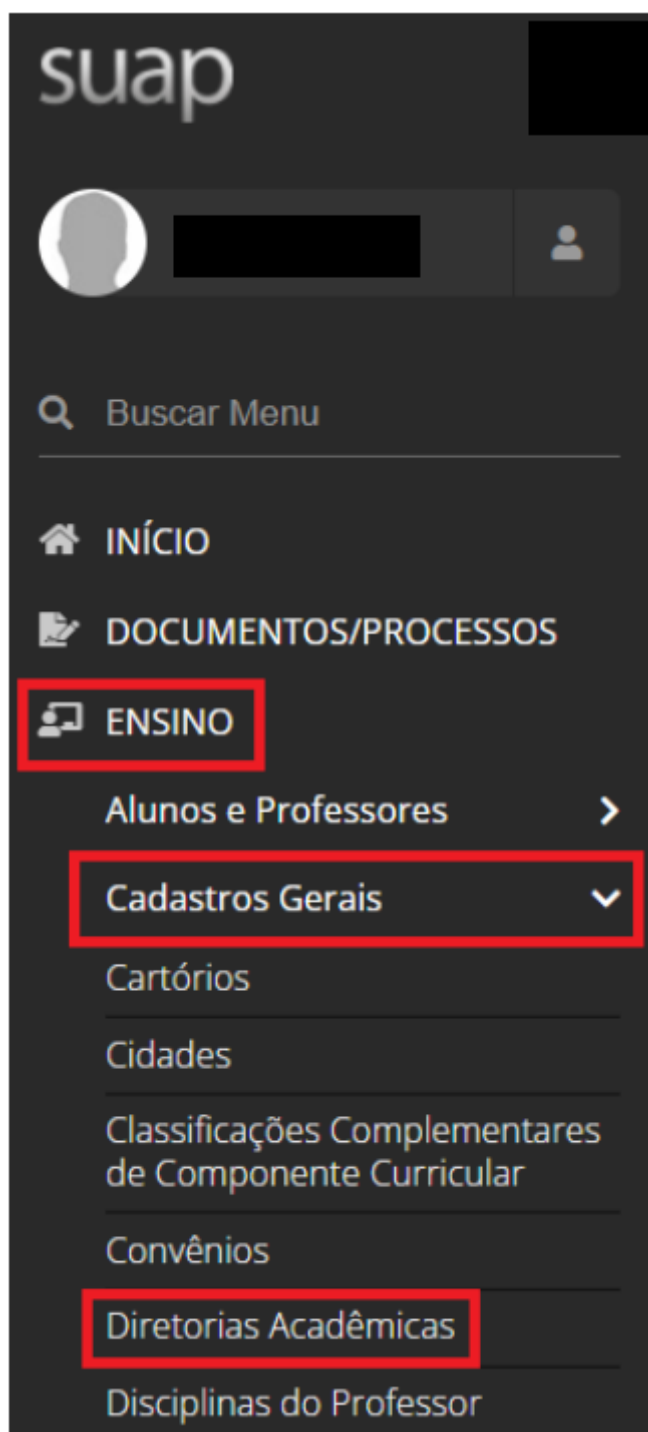 suap
Buscar Menu
INÍCIO
DOCUMENTOS/PROCESSOS
ENSINO
Alunos e Professores
Cadastros Gerais
Cartórios
Cidades
Classificações Complementares
de Componente Curricular
Convênios
Diretorias Acadêmicas
Disciplinas do Professor